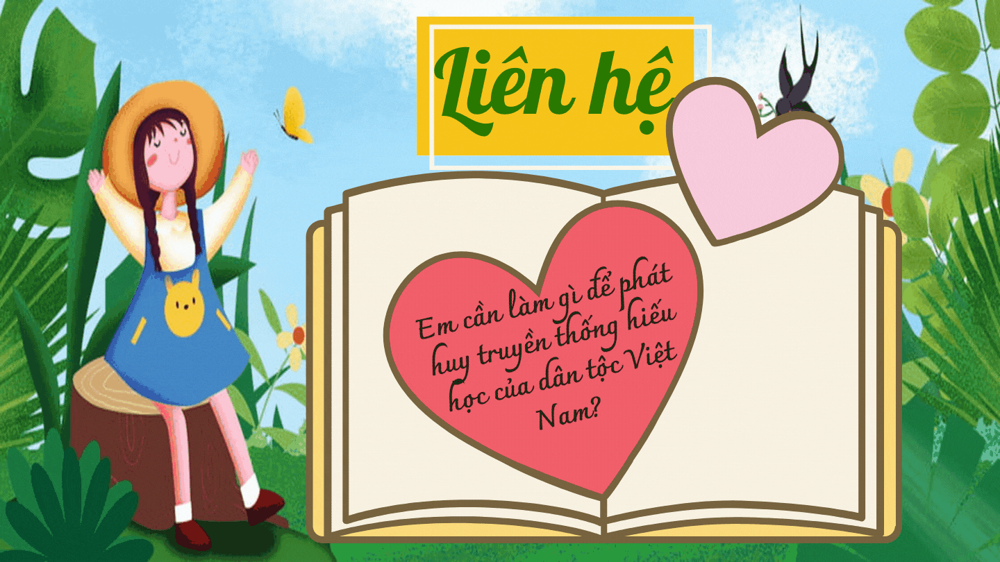 Liên hệ
Em cần làm gì để phát
huy truyền thống hiếu
học của dân tộc Việt
Nam?